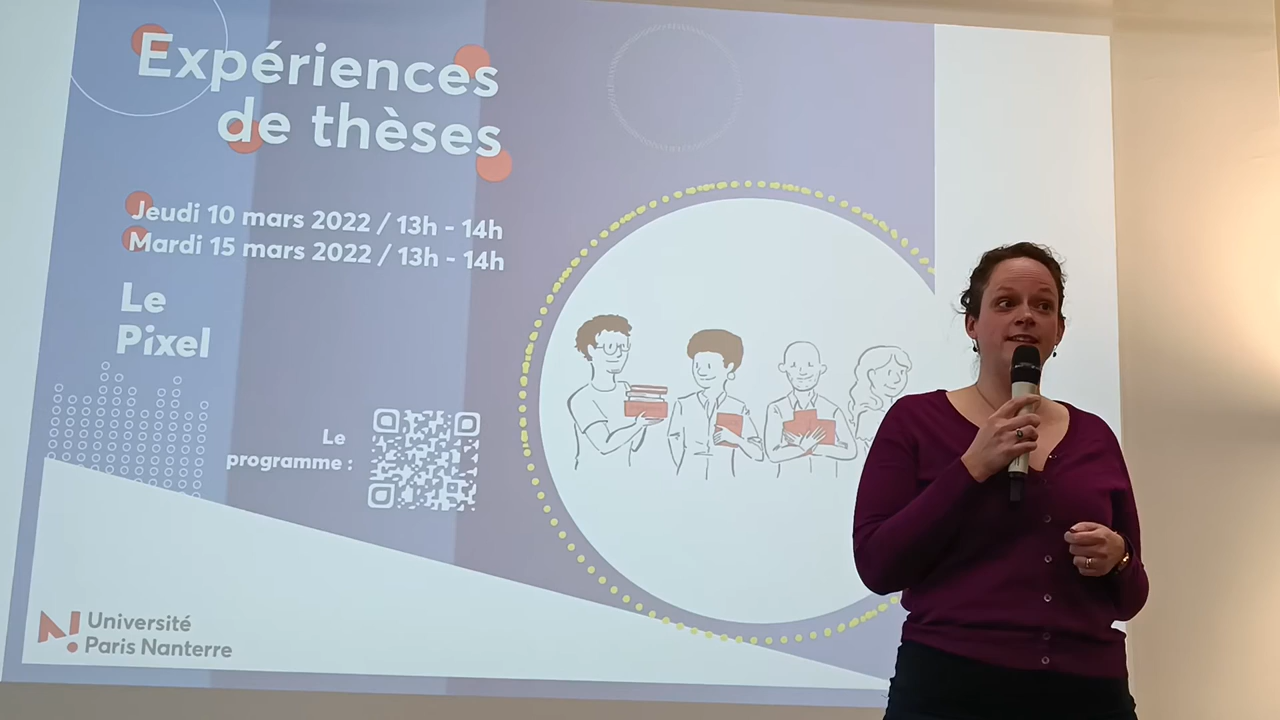 Expériences
de thèses
Jeudi 10 mars 2022 / 13h - 14h
Mardi 15 mars 2022 / 13h - 14h
Le
Pixel
Le
programme :
Université
Paris Nanterre